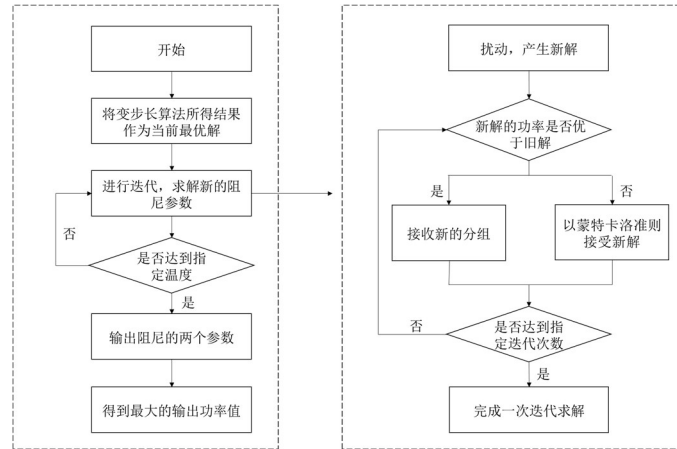 开始
将变步长算法所得结果
作为当前最优解
进行迭代，求解新的阻
尼参数
否
是否达到指
定温度
是
输出阻尼的两个参数
得到最大的输出功率值
扰动，产生新解
新解的功率是否优
于旧解
是
否
接收新的分组
以蒙特卡洛准则
接受新解
否
是否达到指
定迭代次数
是
完成一次迭代求解